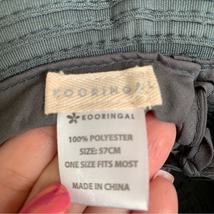 KOORINGAL
KOORINGAL
100% POLYESTER
SIZE: 57CM
ONE SIZE FITS MOST
MADE IN CHINA